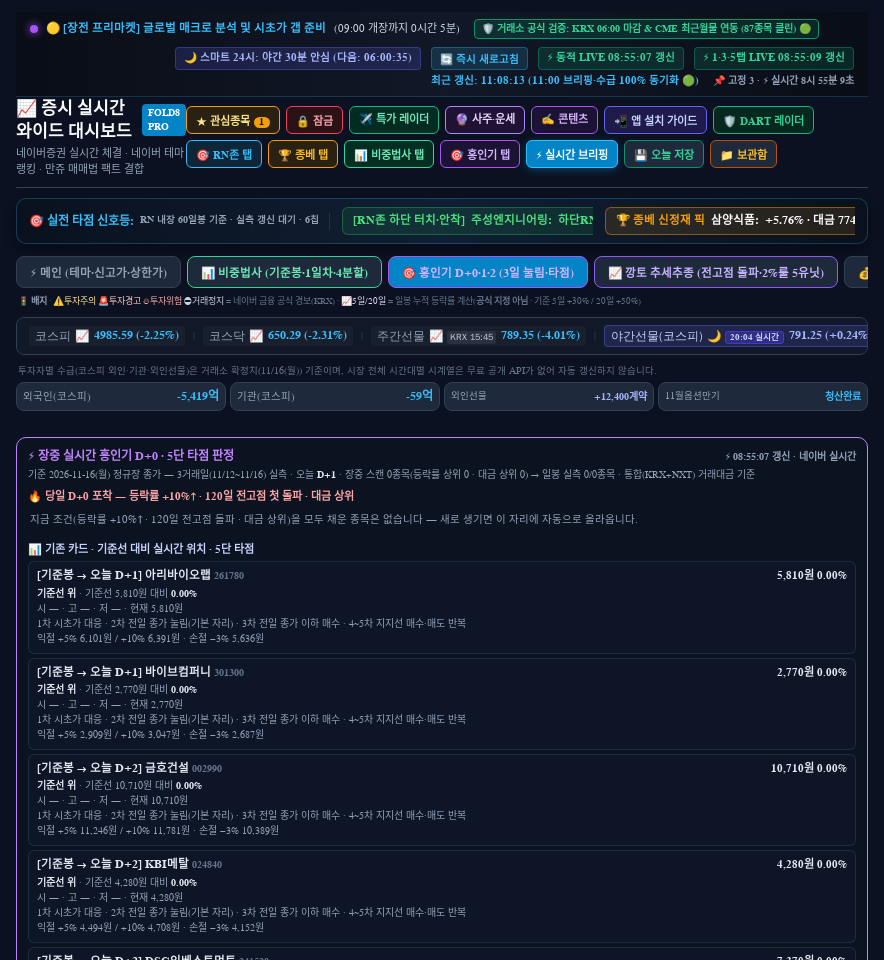 🟡 [장전 프리마켓] 글로벌 매크로 분석 및 시초가 갭 준비 (09:00 개장까지 0시간 5분)
🛡️ 거래소 공식 검증: KRX 06:00 마감 & CME 최근월물 연동 (87종목 클린) 🟢
🌙 스마트 24시: 야간 30분 안심 (다음: 06:00:35)
🔄 즉시 새로고침
⚡ 동적 LIVE 08:55:07 갱신
⚡ 1·3·5탭 LIVE 08:55:09 갱신
최근 갱신: 11:08:13 (11:00 브리핑·수급 100% 동기화 🟢)
📌 고정 3 · ⚡ 실시간 8시 55분 9초
📈 증시 실시간
와이드 대시보드
FOLD8
PRO
네이버증권 실시간 체결 · 네이버 테마
랭킹 · 만쥬 매매법 팩트 결합
★ 관심종목 1
🔒 잠금
✈️ 특가 레이더
🔮 사주·운세
✍️ 콘텐츠
📲 앱 설치 가이드
🛡️ DART 레이더
🎯 RN존 탭
🏆 종베 탭
📊 비중법사 탭
🎯 홍인기 탭
⚡ 실시간 브리핑
💾 오늘 저장
📁 보관함
🎯 실전 타점 신호등: RN 내장 60일봉 기준 · 실측 갱신 대기 · 6칩
[RN존 하단 터치·안착] 주성엔지니어링: 하단RN
🏆 종베 신정재 픽 삼양식품: +5.76% · 대금 774
⚡ 메인 (테마·신고가·상한가)
📊 비중법사 (기준봉·1일차·4분할)
🎯 홍인기 D+0·1·2 (3일 눌림·타점)
📈 깡토 추세추종 (전고점 돌파·2%룰 5유닛)
🚦 배지 · ⚠️투자주의 🚨투자경고 ⊝투자위험 ⛔거래정지 = 네이버 금융 공식 경보(KRX) · 📈5일/20일 = 일봉 누적 등락률 계산(공식 지정 아님 · 기준 5일 +30% / 20일 +50%)
코스피 📈 4985.59 (-2.25%)
코스닥 📈 650.29 (-2.31%)
주간선물 📈 KRX 15:45 789.35 (-4.01%)
야간선물(코스피) 🌙 20:04 실시간 791.25 (+0.24%
투자자별 수급(코스피 외인·기관·외인선물)은 거래소 확정치(11/16(월)) 기준이며, 시장 전체 시간대별 시계열은 무료 공개 API가 없어 자동 갱신하지 않습니다.
외국인(코스피) -5,419억
기관(코스피) -59억
외인선물 +12,400계약
11월옵션만기 청산완료
⚡ 장중 실시간 홍인기 D+0 · 5단 타점 판정
⚡ 08:55:07 갱신 · 네이버 실시간
기준 2026-11-16(월) 정규장 종가 — 3거래일(11/12~11/16) 실측 · 오늘 D+1 · 장중 스캔 0종목(등락률 상위 0 · 대금 상위 0) → 일봉 실측 0/0종목 · 통합(KRX+NXT) 거래대금 기준
🔥 당일 D+0 포착 — 등락률 +10%↑ · 120일 전고점 첫 돌파 · 대금 상위
지금 조건(등락률 +10%↑ · 120일 전고점 돌파 · 대금 상위)을 모두 채운 종목은 없습니다 — 새로 생기면 이 자리에 자동으로 올라옵니다.
📊 기존 카드 · 기준선 대비 실시간 위치 · 5단 타점
[기준봉 → 오늘 D+1] 아리바이오랩 261780
5,810원 0.00%
기준선 위 · 기준선 5,810원 대비 0.00%
시 — · 고 — · 저 — · 현재 5,810원
1차 시초가 대응 · 2차 전일 종가 눌림(기본 자리) · 3차 전일 종가 이하 매수 · 4~5차 지지선 매수·매도 반복
익절 +5% 6,101원 / +10% 6,391원 · 손절 −3% 5,636원
[기준봉 → 오늘 D+1] 바이브컴퍼니 301300
2,770원 0.00%
기준선 위 · 기준선 2,770원 대비 0.00%
시 — · 고 — · 저 — · 현재 2,770원
1차 시초가 대응 · 2차 전일 종가 눌림(기본 자리) · 3차 전일 종가 이하 매수 · 4~5차 지지선 매수·매도 반복
익절 +5% 2,909원 / +10% 3,047원 · 손절 −3% 2,687원
[기준봉 → 오늘 D+2] 금호건설 002990
10,710원 0.00%
기준선 위 · 기준선 10,710원 대비 0.00%
시 — · 고 — · 저 — · 현재 10,710원
1차 시초가 대응 · 2차 전일 종가 눌림(기본 자리) · 3차 전일 종가 이하 매수 · 4~5차 지지선 매수·매도 반복
익절 +5% 11,246원 / +10% 11,781원 · 손절 −3% 10,389원
[기준봉 → 오늘 D+2] KBI메탈 024840
4,280원 0.00%
기준선 위 · 기준선 4,280원 대비 0.00%
시 — · 고 — · 저 — · 현재 4,280원
1차 시초가 대응 · 2차 전일 종가 눌림(기본 자리) · 3차 전일 종가 이하 매수 · 4~5차 지지선 매수·매도 반복
익절 +5% 4,494원 / +10% 4,708원 · 손절 −3% 4,152원